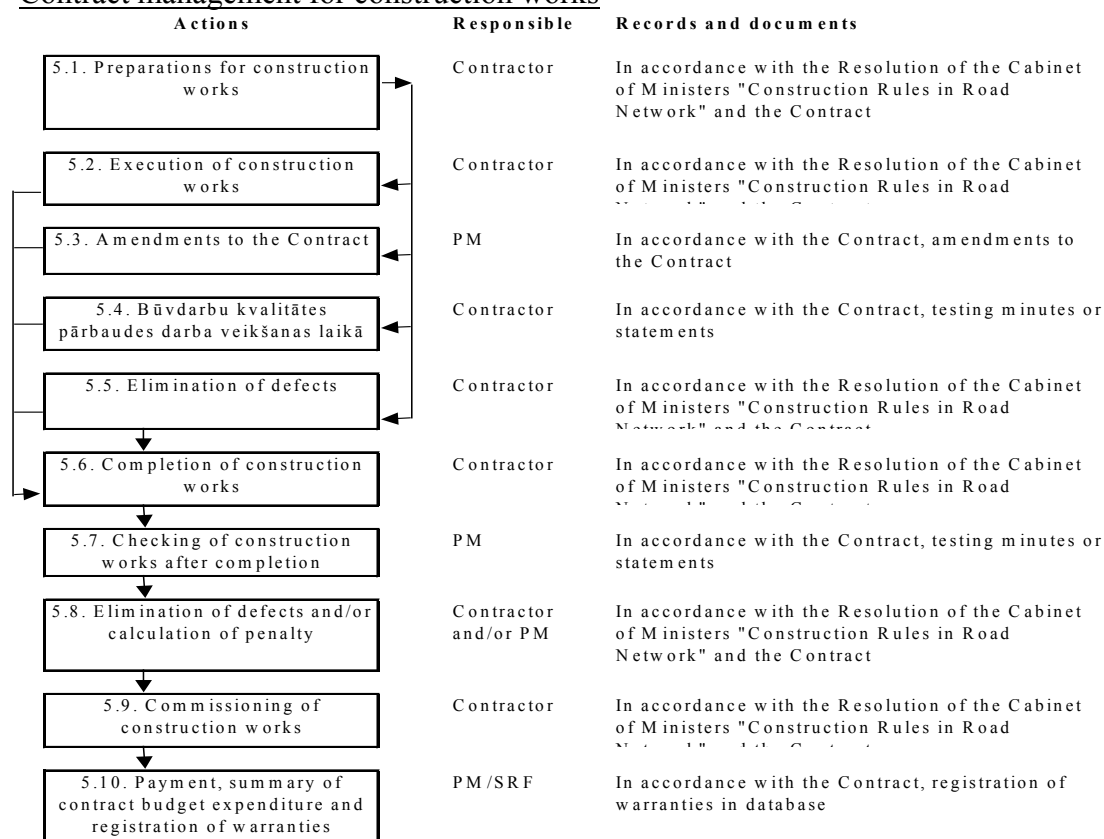 Contract management for construction works
Actions
Responsible
Records and documents
5.1. Preparations for construction
works
Contractor
In accordance with the Resolution of the Cabinet
of Ministers "Construction Rules in Road
Network" and the Contract
5.2. Execution of construction
works
Contractor
In accordance with the Resolution of the Cabinet
of Ministers "Construction Rules in Road
5.3. Amendments to the Contract
PM
In accordance with the Contract, amendments to
the Contract
5.4. Būvdarbu kvalitātes
pārbaudes darba veikšanas laikā
Contractor
In accordance with the Contract, testing minutes or
statements
5.5. Elimination of defects
Contractor
In accordance with the Resolution of the Cabinet
of Ministers "Construction Rules in Road
5.6. Completion of construction
works
Contractor
In accordance with the Resolution of the Cabinet
of Ministers "Construction Rules in Road
5.7. Checking of construction
works after completion
PM
In accordance with the Contract, testing minutes or
statements
5.8. Elimination of defects and/or
calculation of penalty
Contractor
and/or PM
In accordance with the Resolution of the Cabinet
of Ministers "Construction Rules in Road
Network" and the Contract
5.9. Commissioning of
construction works
Contractor
In accordance with the Resolution of the Cabinet
of Ministers "Construction Rules in Road
5.10. Payment, summary of
contract budget expenditure and
registration of warranties
PM/SRF
In accordance with the Contract, registration of
warranties in database